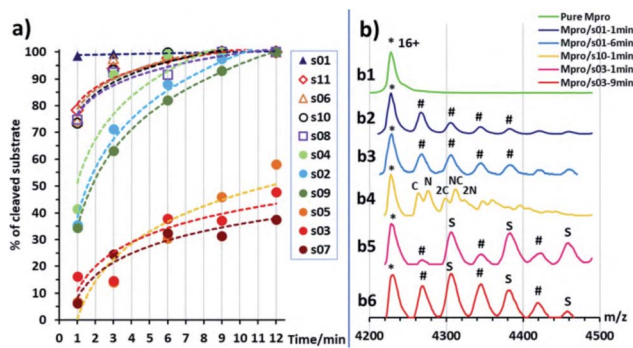 a)
% of cleaved substrate
100
90
80
70
60
50
40
30
20
10
0
0 1 2 3 4 5 6 7 8 9 10 11 12 Time/min
s01
s11
s06
s10
s08
s04
s02
s09
s05
s03
s07
b)
Pure Mpro
Mpro/s01-1min
Mpro/s01-6min
Mpro/s10-1min
Mpro/s03-1min
Mpro/s03-9min
* 16+
b1
b2 * # # # #
b3 * # # # #
b4 * C N 2C NC 2N
b5 * # S # S # S
b6 * # S # S # S
4200 4300 4400 4500 m/z